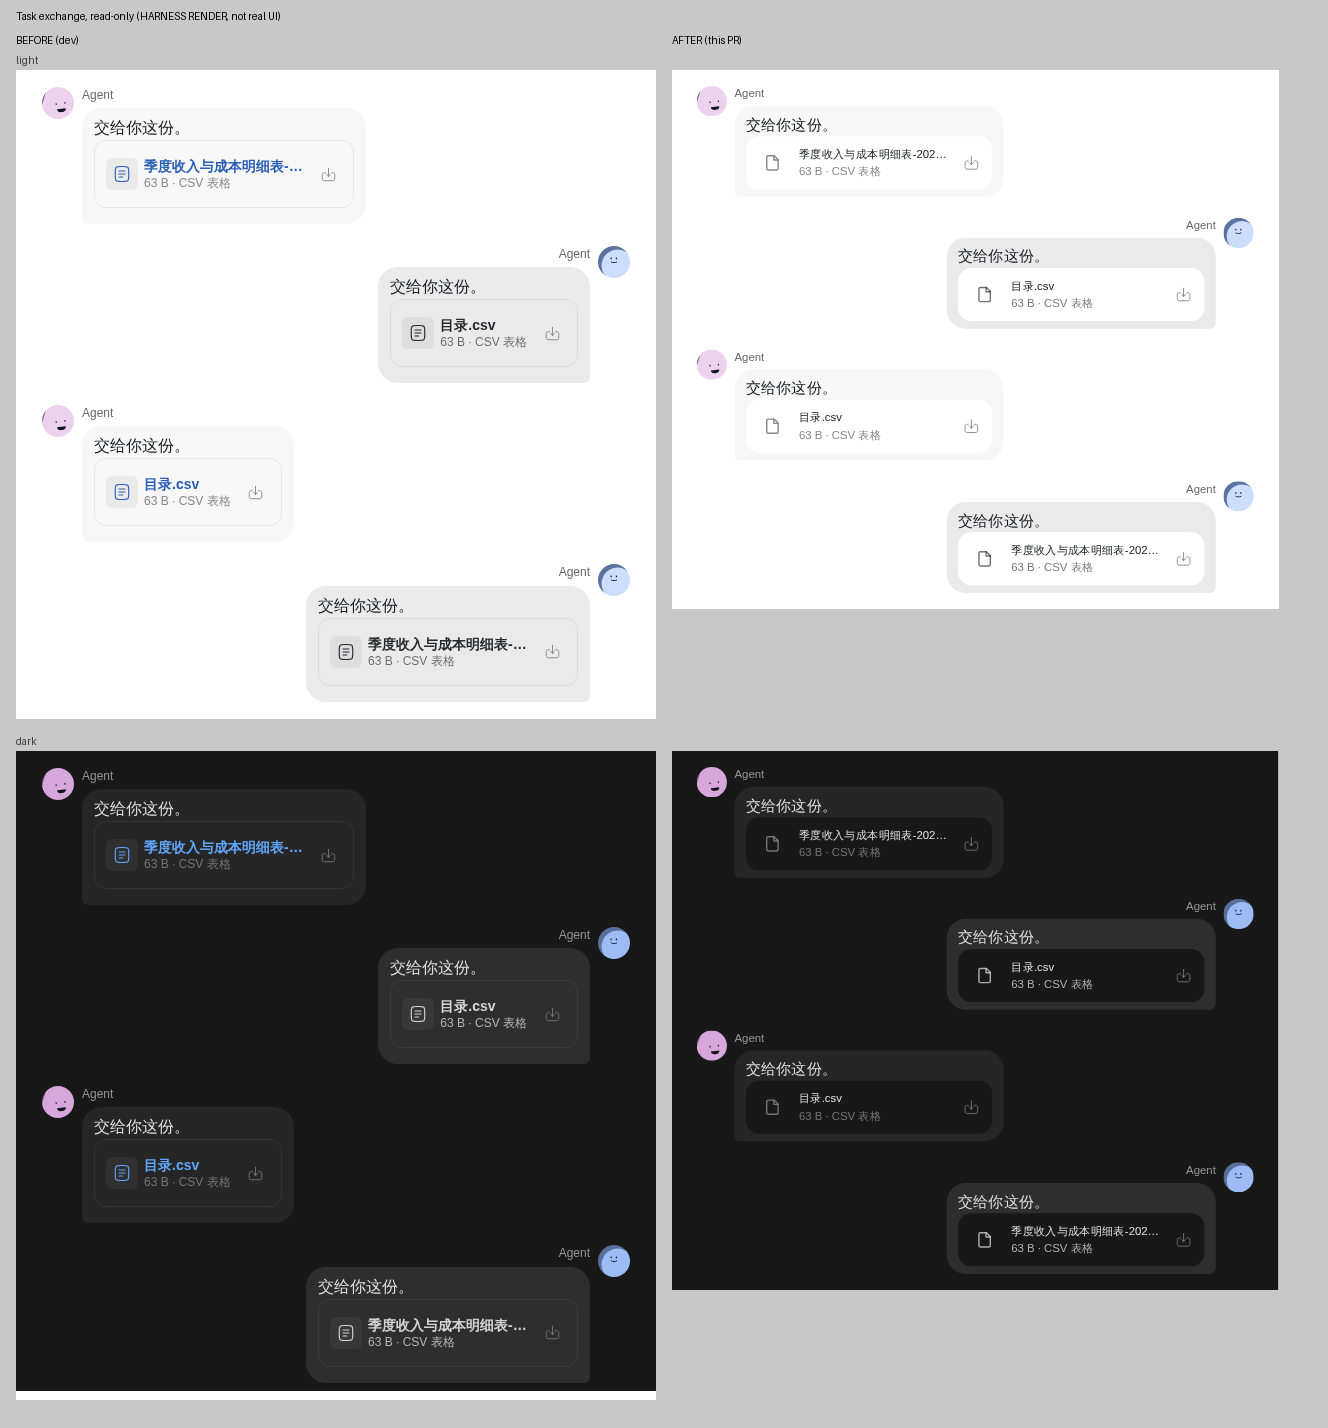 Task exchange, read-only (HARNESS RENDER, not real UI)
BEFORE (dev)
light
Agent
交给你这份。
季度收入与成本明细表-...
63 B · CSV 表格
Agent
交给你这份。
目录.csv
63 B · CSV 表格
Agent
交给你这份。
目录.csv
63 B · CSV 表格
Agent
交给你这份。
季度收入与成本明细表-...
63 B · CSV 表格
AFTER (this PR)
Agent
交给你这份。
季度收入与成本明细表-202...
63 B · CSV 表格
Agent
交给你这份。
目录.csv
63 B · CSV 表格
Agent
交给你这份。
目录.csv
63 B · CSV 表格
Agent
交给你这份。
季度收入与成本明细表-202...
63 B · CSV 表格
dark
Agent
交给你这份。
季度收入与成本明细表-...
63 B · CSV 表格
Agent
交给你这份。
目录.csv
63 B · CSV 表格
Agent
交给你这份。
目录.csv
63 B · CSV 表格
Agent
交给你这份。
季度收入与成本明细表-...
63 B · CSV 表格
Agent
交给你这份。
季度收入与成本明细表-202...
63 B · CSV 表格
Agent
交给你这份。
目录.csv
63 B · CSV 表格
Agent
交给你这份。
目录.csv
63 B · CSV 表格
Agent
交给你这份。
季度收入与成本明细表-202...
63 B · CSV 表格